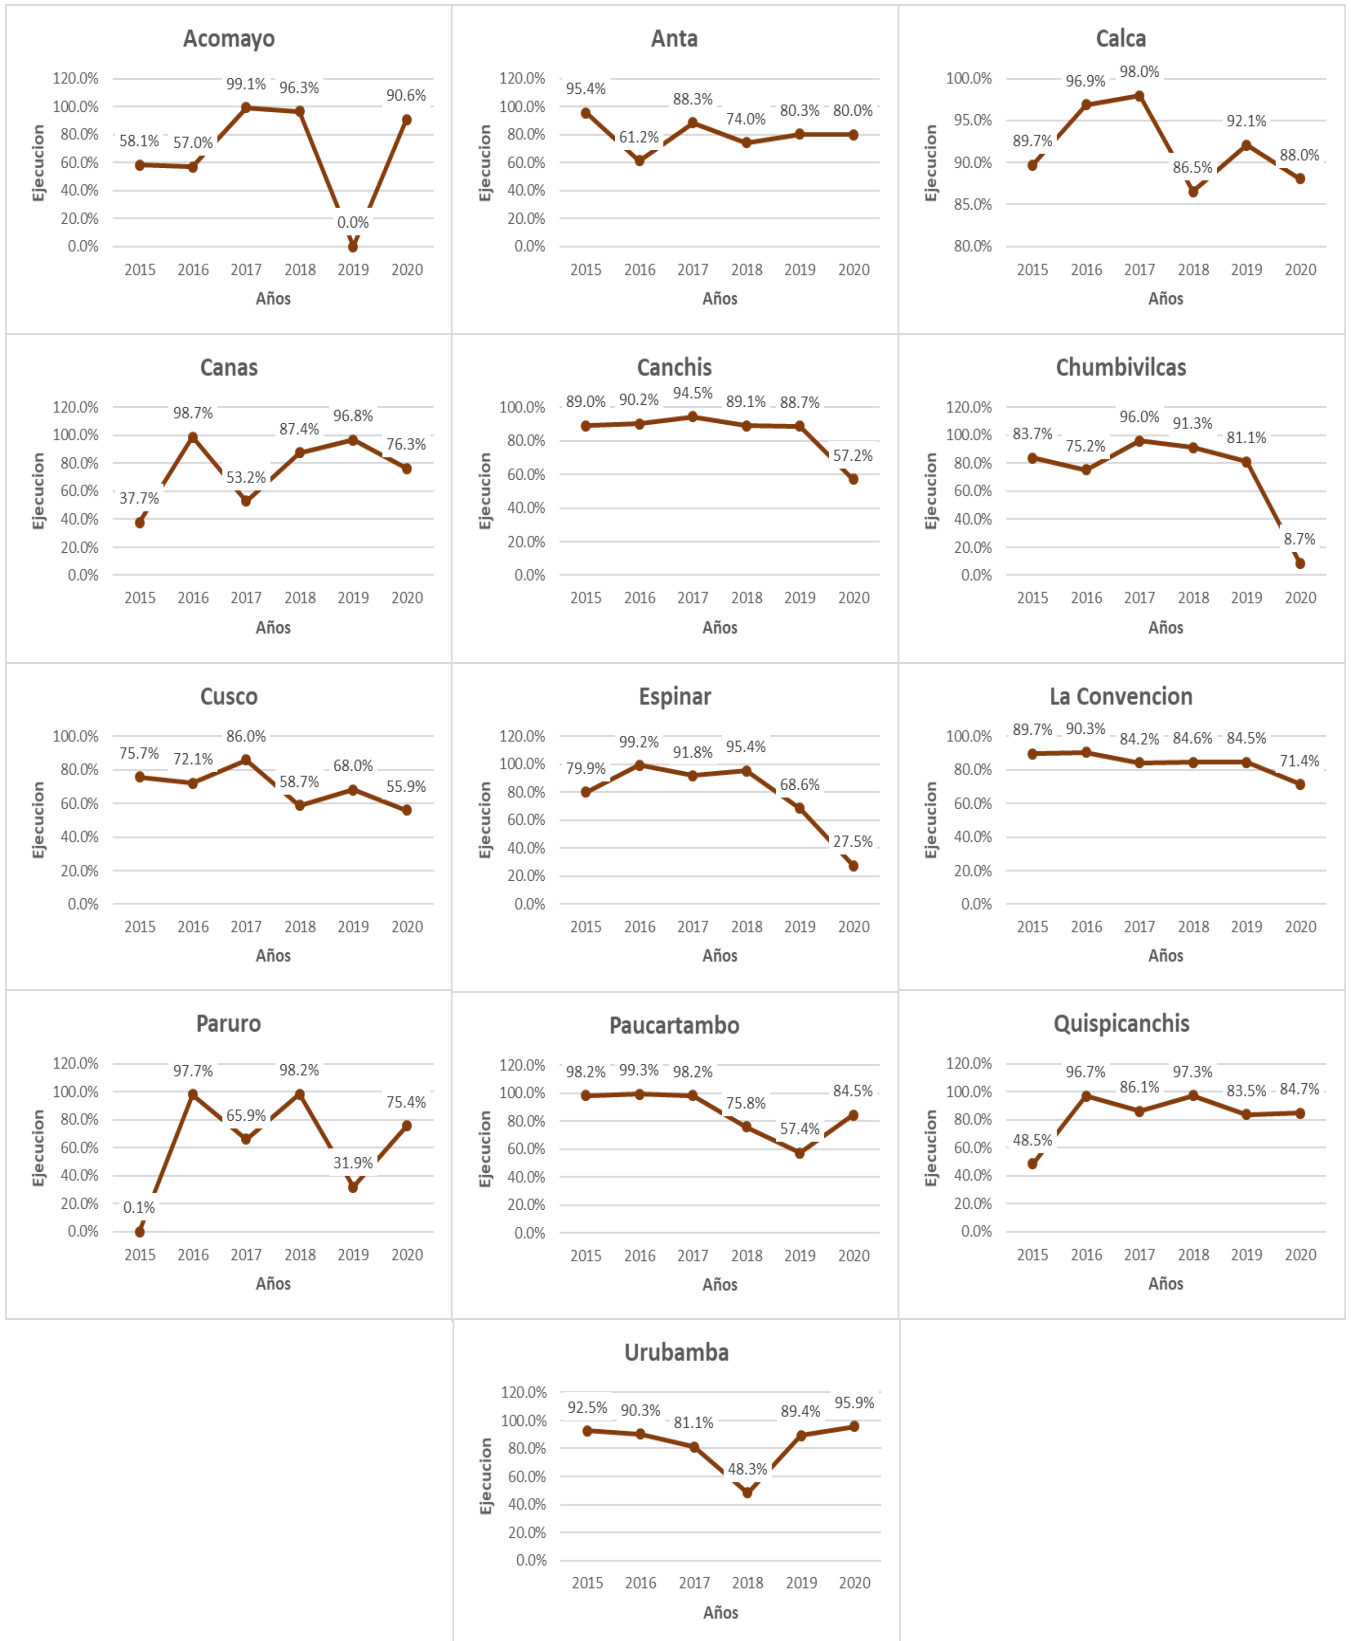 Acomayo
120.0%
100.0%
80.0%
60.0%
40.0%
20.0%
0.0%
Ejecucion
58.1% 57.0% 99.1% 96.3% 0.0% 90.6%
2015 2016 2017 2018 2019 2020
Años
Anta
120.0%
100.0%
80.0%
60.0%
40.0%
20.0%
0.0%
Ejecucion
95.4% 61.2% 88.3% 74.0% 80.3% 80.0%
2015 2016 2017 2018 2019 2020
Años
Calca
100.0%
95.0%
90.0%
85.0%
80.0%
Ejecucion
89.7% 96.9% 98.0% 86.5% 92.1% 88.0%
2015 2016 2017 2018 2019 2020
Años
Canas
120.0%
100.0%
80.0%
60.0%
40.0%
20.0%
0.0%
Ejecucion
37.7% 98.7% 53.2% 87.4% 96.8% 76.3%
2015 2016 2017 2018 2019 2020
Años
Canchis
100.0%
80.0%
60.0%
40.0%
20.0%
0.0%
Ejecucion
89.0% 90.2% 94.5% 89.1% 88.7% 57.2%
2015 2016 2017 2018 2019 2020
Años
Chumbivilcas
120.0%
100.0%
80.0%
60.0%
40.0%
20.0%
0.0%
Ejecucion
83.7% 75.2% 96.0% 91.3% 81.1% 8.7%
2015 2016 2017 2018 2019 2020
Años
Cusco
100.0%
80.0%
60.0%
40.0%
20.0%
0.0%
Ejecucion
75.7% 72.1% 86.0% 58.7% 68.0% 55.9%
2015 2016 2017 2018 2019 2020
Años
Espinar
120.0%
100.0%
80.0%
60.0%
40.0%
20.0%
0.0%
Ejecucion
79.9% 99.2% 91.8% 95.4% 68.6% 27.5%
2015 2016 2017 2018 2019 2020
Años
La Convencion
100.0%
80.0%
60.0%
40.0%
20.0%
0.0%
Ejecucion
89.7% 90.3% 84.2% 84.6% 84.5% 71.4%
2015 2016 2017 2018 2019 2020
Años
Paruro
120.0%
100.0%
80.0%
60.0%
40.0%
20.0%
0.0%
Ejecucion
0.1% 97.7% 65.9% 98.2% 31.9% 75.4%
2015 2016 2017 2018 2019 2020
Años
Paucartambo
120.0%
100.0%
80.0%
60.0%
40.0%
20.0%
0.0%
Ejecucion
98.2% 99.3% 98.2% 75.8% 57.4% 84.5%
2015 2016 2017 2018 2019 2020
Años
Quispicanchis
120.0%
100.0%
80.0%
60.0%
40.0%
20.0%
0.0%
Ejecucion
48.5% 96.7% 86.1% 97.3% 83.5% 84.7%
2015 2016 2017 2018 2019 2020
Años
Urubamba
120.0%
100.0%
80.0%
60.0%
40.0%
20.0%
0.0%
Ejecucion
92.5% 90.3% 81.1% 48.3% 89.4% 95.9%
2015 2016 2017 2018 2019 2020
Años